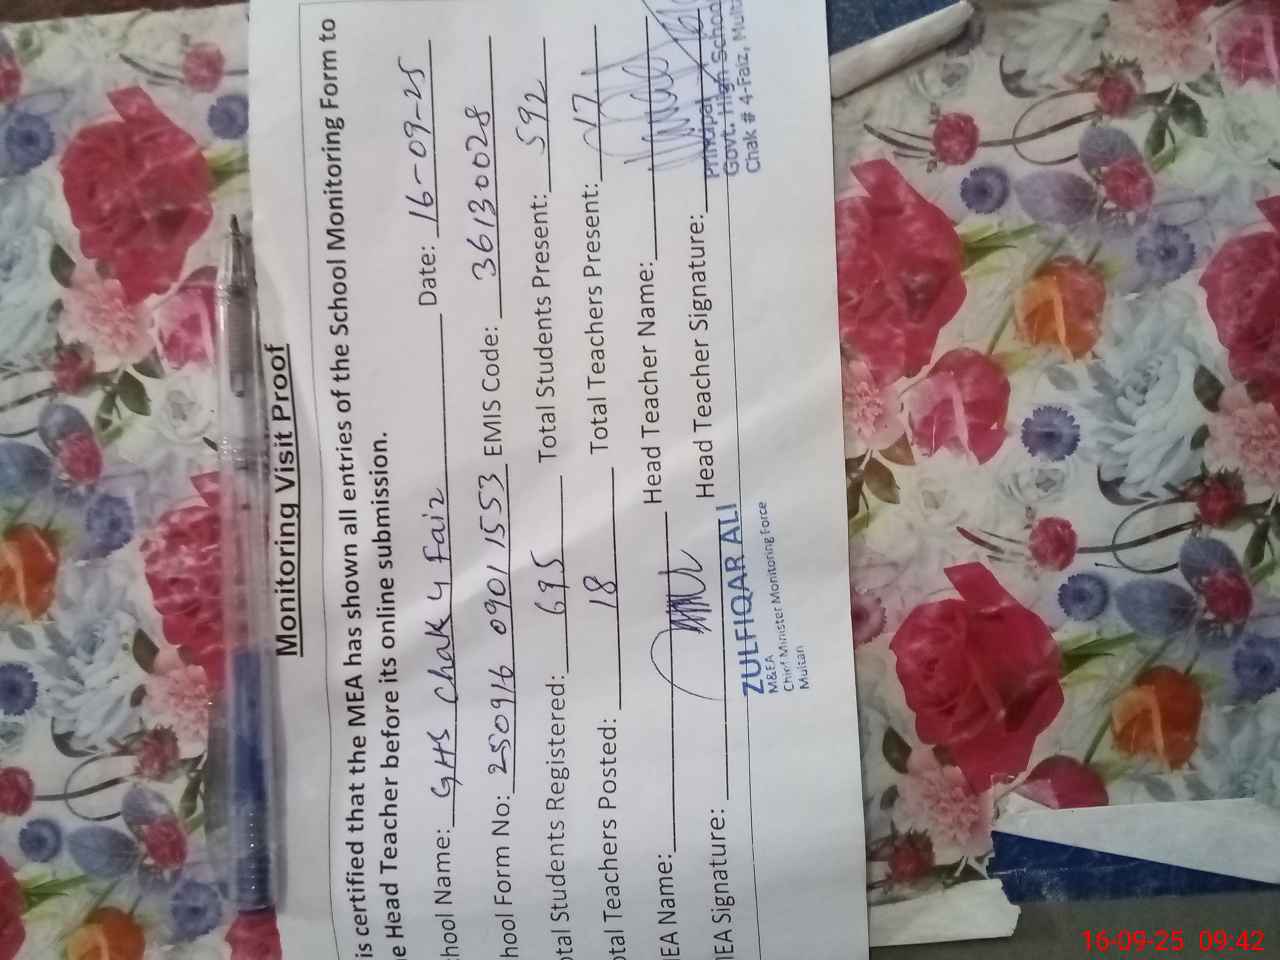 Monitoring Visit Proof
is certified that the MEA has shown all entries of the School Monitoring Form to
e Head Teacher before its online submission.
chool Name: GHS Chak 4 Faiz Date: 16-09-25
hool Form No: 250916 0901 1553 EMIS Code: 36130028
otal Students Registered: 695 Total Students Present: 592
otal Teachers Posted: 18 Total Teachers Present: 17
EA Name: Head Teacher Name:
EA Signature: Head Teacher Signature:
ZULFIQAR ALI
M&EA
Chief Minister Monitoring Force
Multan
Principal
Govt. High School
Chak # 4-Faiz, Mult
16-09-25 09:42